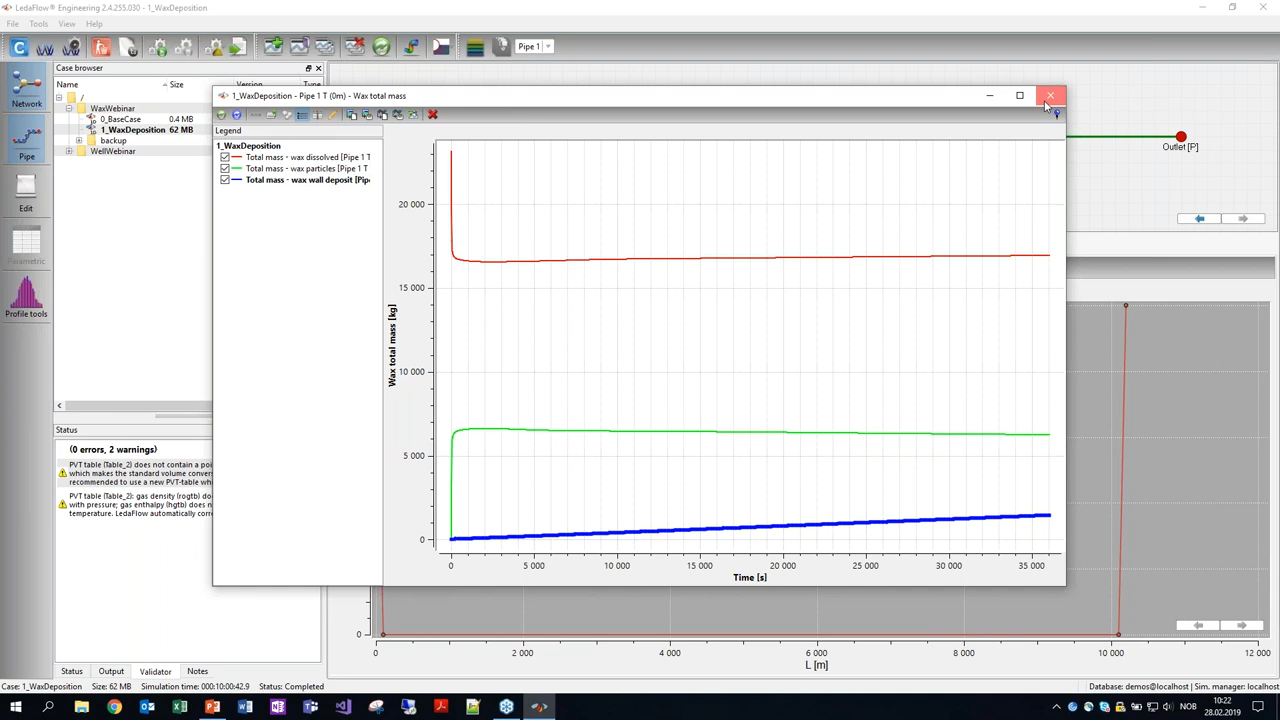 LedaFlow® Engineering 2.4.255.030 - 1_WaxDeposition
File Tools View Help
Pipe 1
Case browser
Name Size Version Type
Network
Pipe
Edit
Parametric
Profile tools
/
WaxWebinar
0_BaseCase 0.4 MB
1_WaxDeposition 62 MB
backup
WellWebinar
Status
(0 errors, 2 warnings)
PVT table (Table_2) does not contain a poi
which makes the standard volume convers
recommended to use a new PVT-table wh
PVT table (Table_2): gas density (rogtb) do
with pressure; gas enthalpy (hgtb) does n
temperature. LedaFlow automatically corre
Status Output Validator Notes
1_WaxDeposition - Pipe 1 T (0m) - Wax total mass
Legend
1_WaxDeposition
Total mass - wax dissolved [Pipe 1 T
Total mass - wax particles [Pipe 1 T
Total mass - wax wall deposit [Pipe
Wax total mass [kg]
20 000
15 000
10 000
5 000
0
0 5 000 10 000 15 000 20 000 25 000 30 000 35 000
Time [s]
Outlet [P]
0
0 2 000 4 000 6 000 8 000 10 000 12 000
L [m]
Case: 1_WaxDeposition Size: 62 MB Simulation time: 000:10:00:42.9 Status: Completed
Database: demos@localhost Sim. manager: localhost
NOB
10:22
28.02.2019